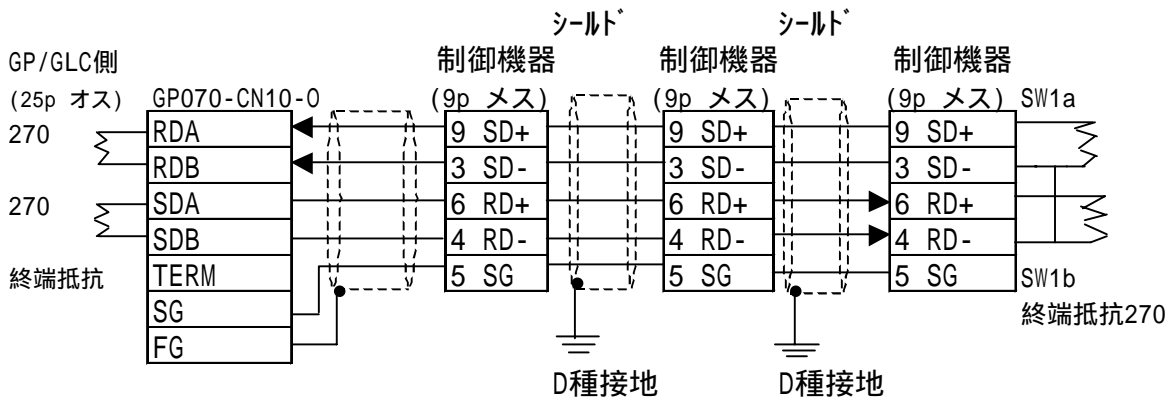 シールド シールド
GP/GLC側 制御機器 制御機器 制御機器
(25p オス) GP070-CN10-O (9p メス) (9p メス) (9p メス) SW1a
270 RDA 9 SD+ 9 SD+ 9 SD+
RDB 3 SD- 3 SD- 3 SD-
270 SDA 6 RD+ 6 RD+ 6 RD+
SDB 4 RD- 4 RD- 4 RD-
終端抵抗 TERM 5 SG 5 SG 5 SG SW1b
SG 終端抵抗270
FG
D種接地 D種接地